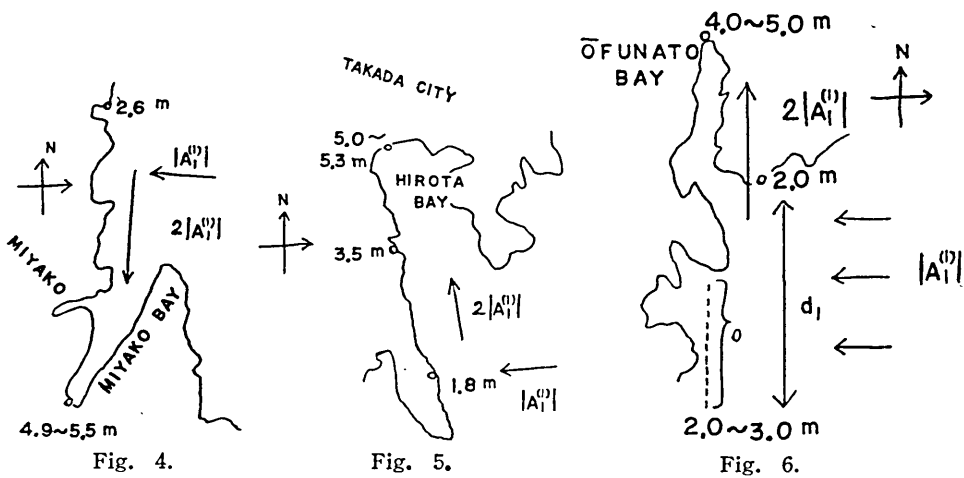 2.6 m
N
|A₁⁽¹⁾|
2|A₁⁽¹⁾|
MIYAKO
MIYAKO BAY
4.9~5.5 m
Fig. 4.
TAKADA CITY
5.0~
5.3 m
HIROTA
BAY
N
3.5 m
2|A₁⁽¹⁾|
1.8 m
|A₁⁽¹⁾|
Fig. 5.
4.0~5.0 m
ŌFUNATO
BAY
N
2|A₁⁽¹⁾|
2.0 m
|A₁⁽¹⁾|
d₁
0
2.0~3.0 m
Fig. 6.